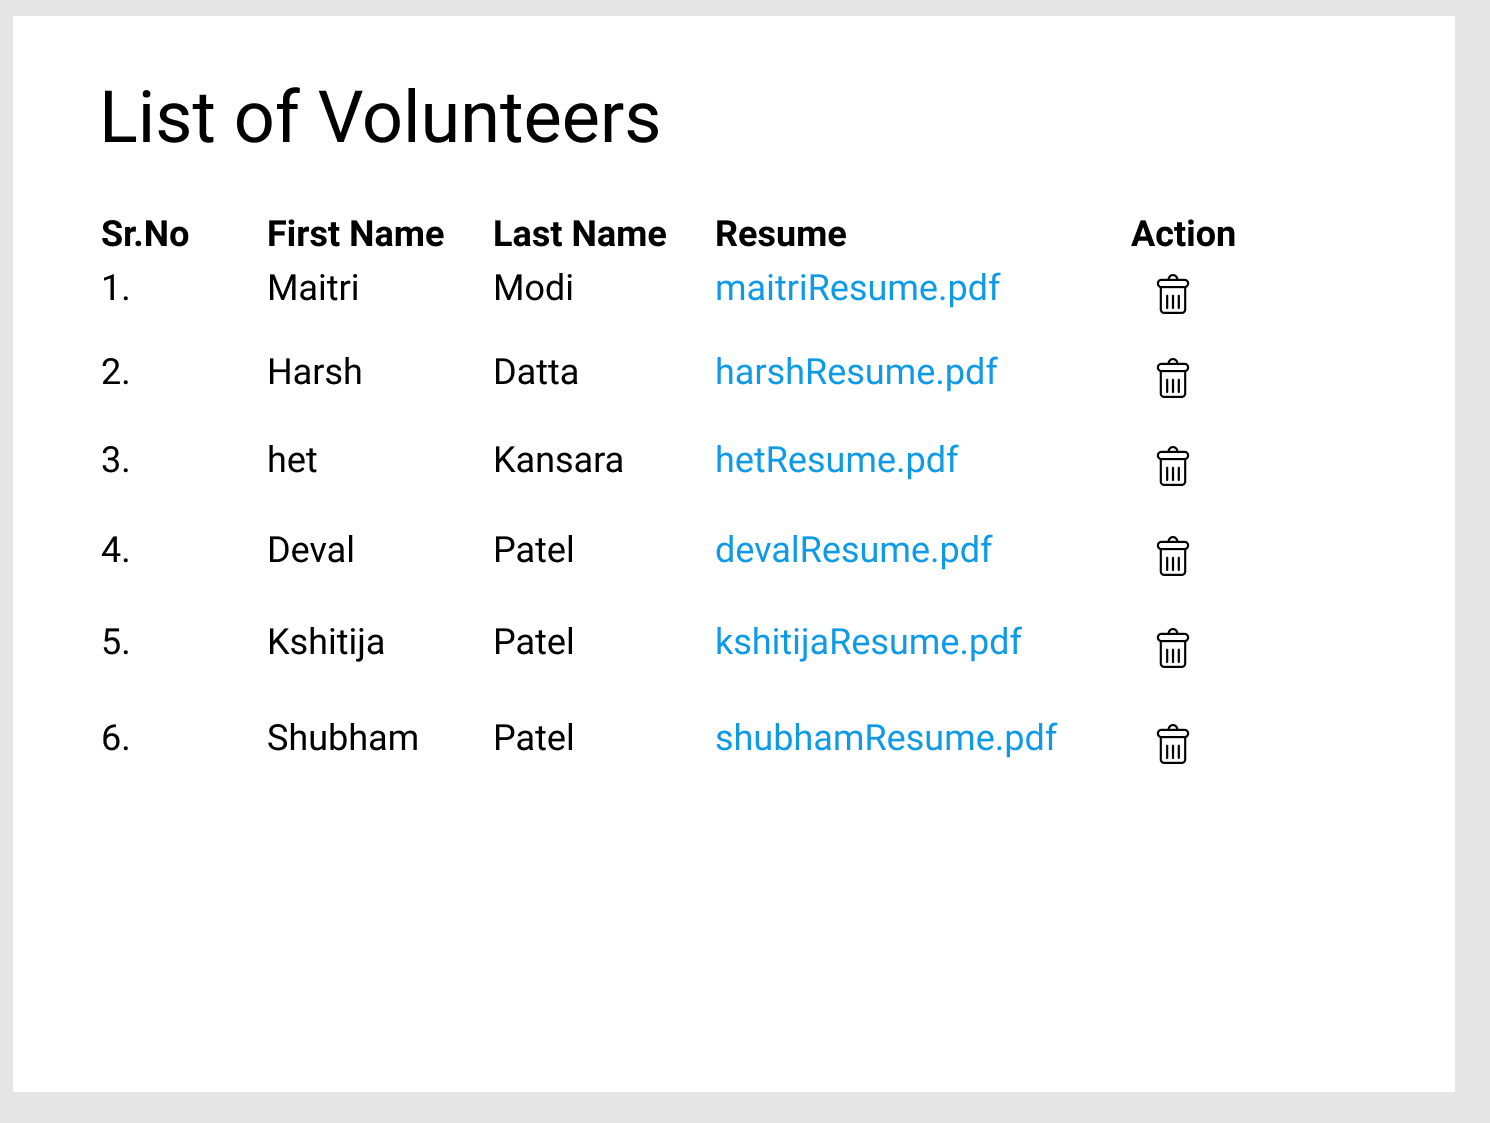 List of Volunteers
Sr.No First Name Last Name Resume Action
1. Maitri Modi maitriResume.pdf
2. Harsh Datta harshResume.pdf
3. het Kansara hetResume.pdf
4. Deval Patel devalResume.pdf
5. Kshitija Patel kshitijaResume.pdf
6. Shubham Patel shubhamResume.pdf